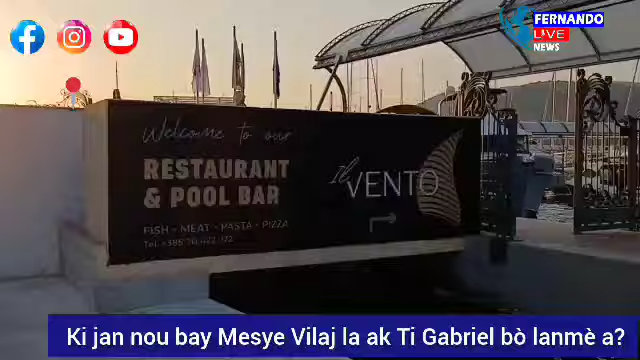 FERNANDO
LIVE
NEWS
Welcome to our
RESTAURANT
& POOL BAR
FISH - MEAT - PASTA - PIZZA
il VENTO
Ki jan nou bay Mesye Vilaj la ak Ti Gabriel bò lanmè a?